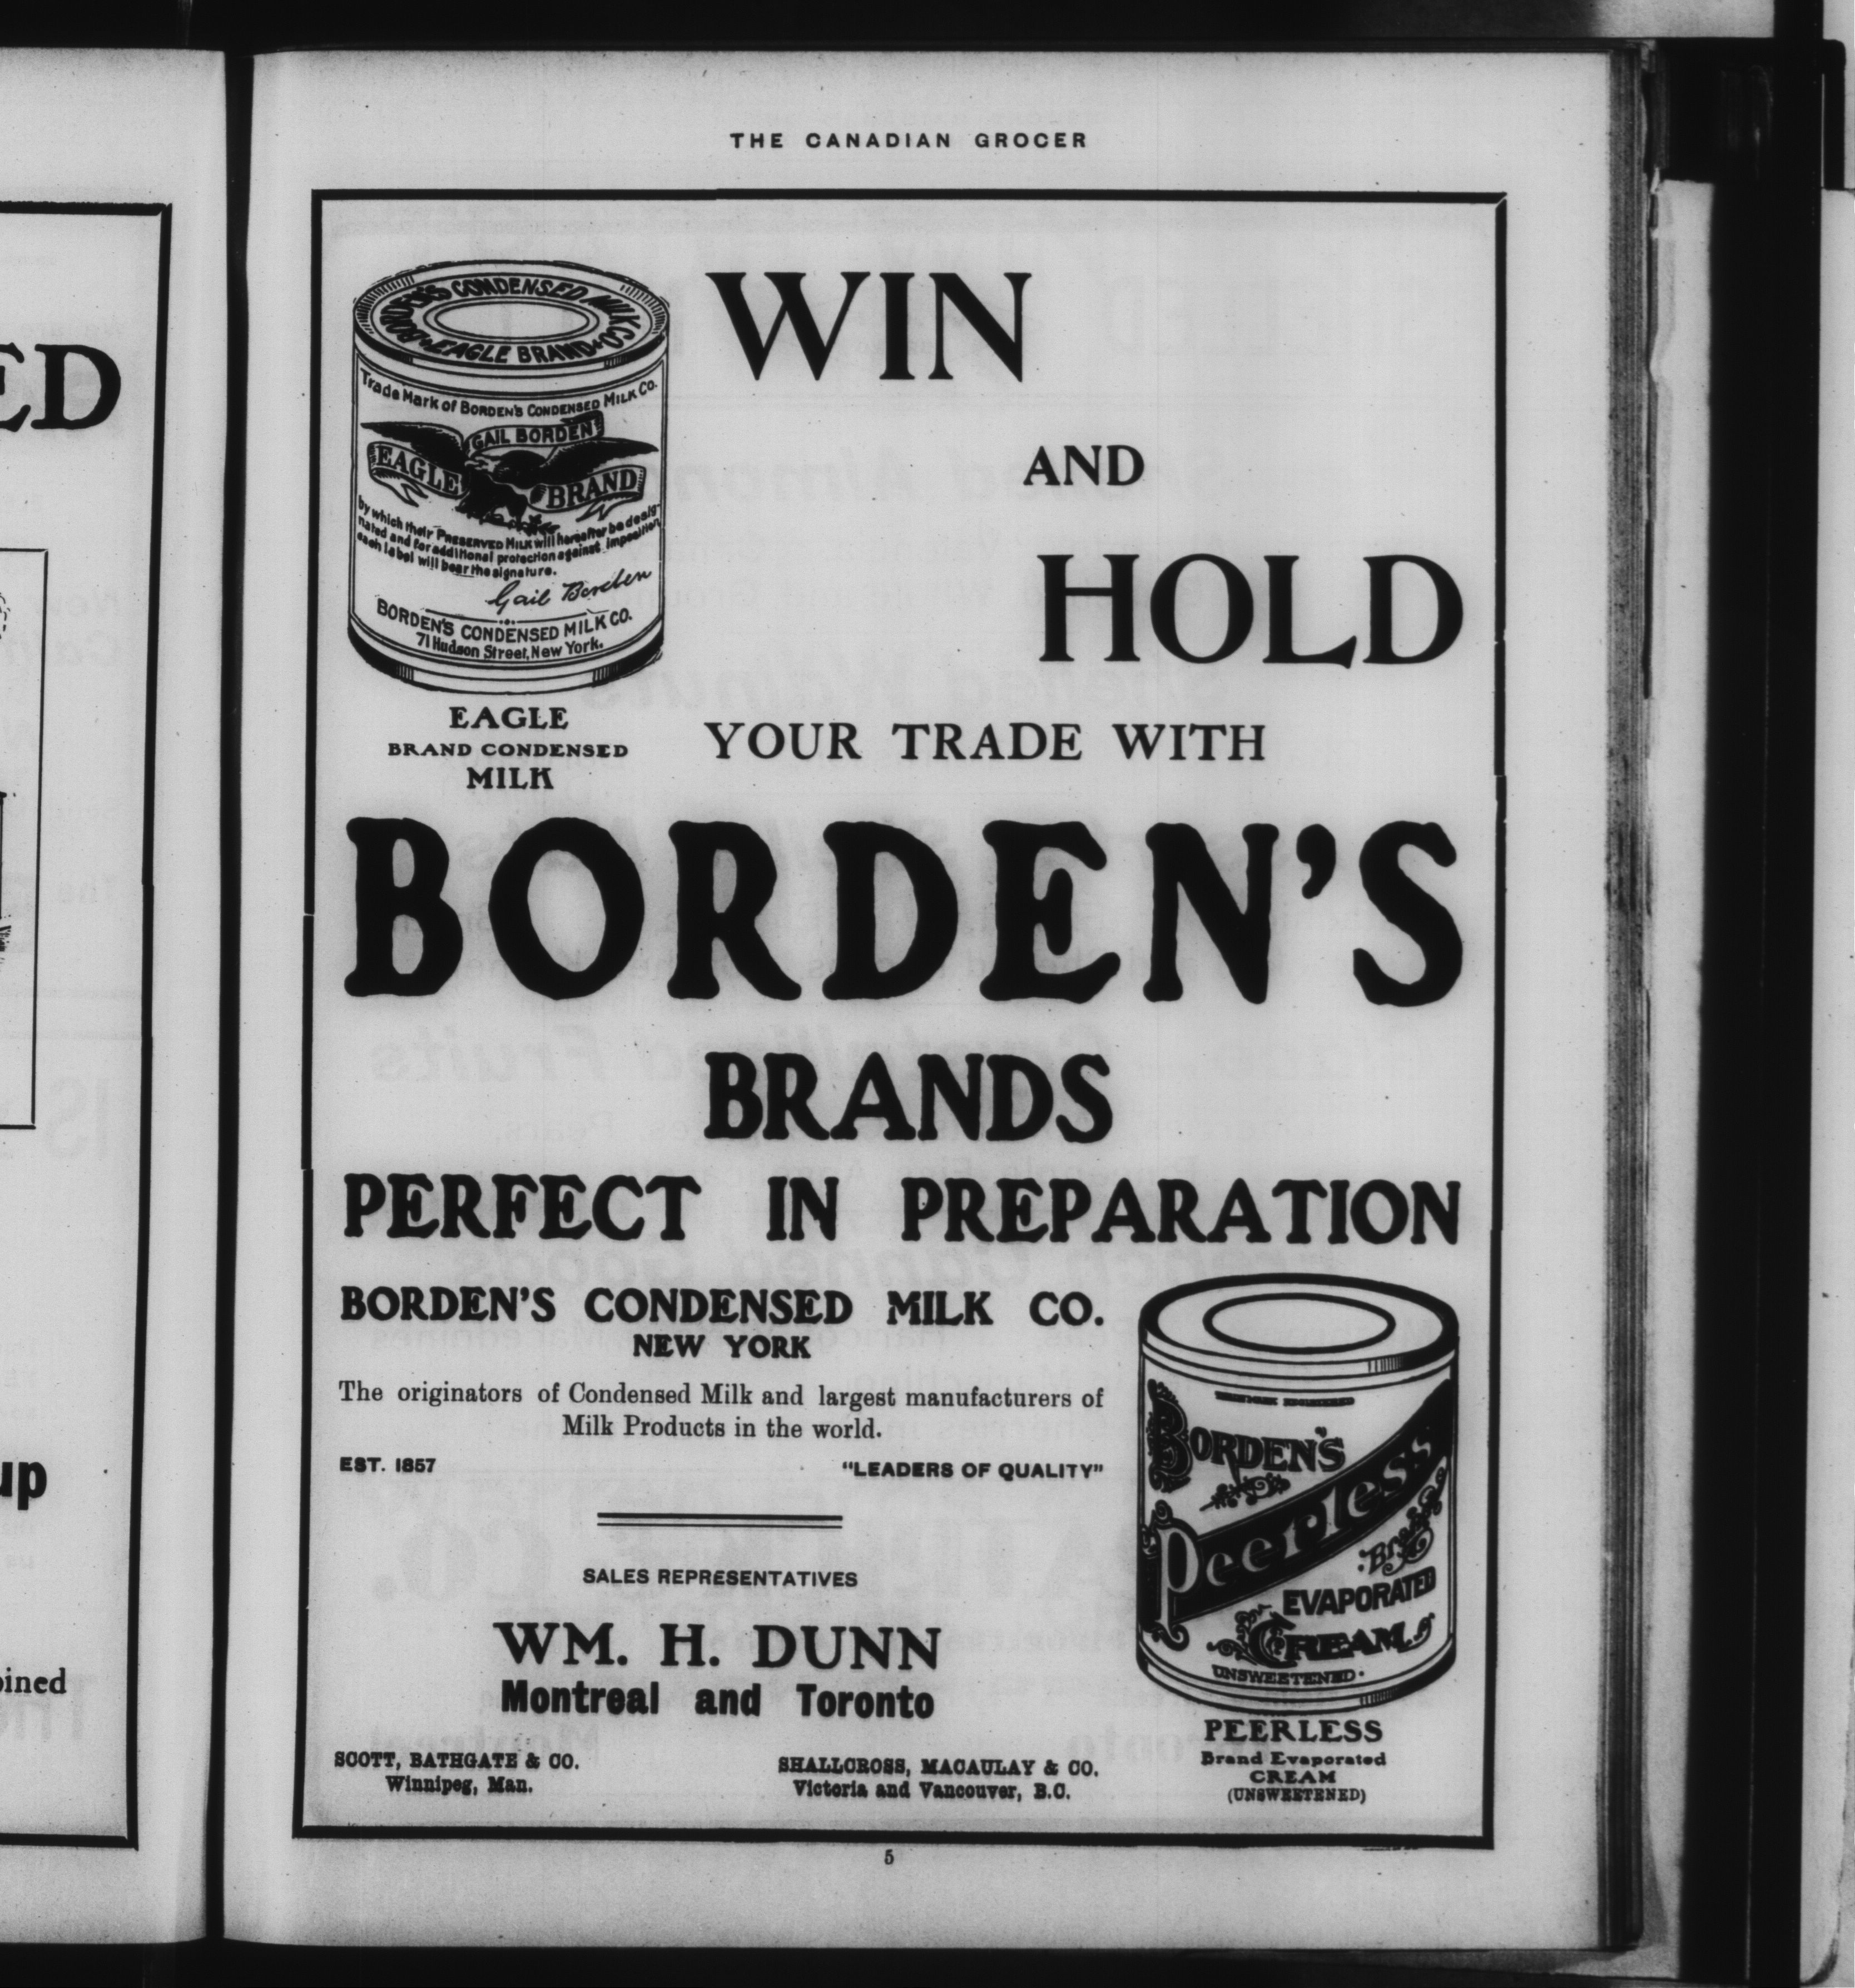 THE CANADIAN GROCER
BORDEN'S CONDENSED MILK CO
EAGLE BRAND
Trade Mark of BORDEN'S CONDENSED MILK CO.
GAIL BORDEN
EAGLE BRAND
by which their PRESERVED MILK will hereafter be desig-
nated and for additional protection against imposition
each label will bear the signature.
Gail Borden
BORDEN'S CONDENSED MILK CO.
71 Hudson Street, New York.
EAGLE
BRAND CONDENSED
MILK
WIN
AND
HOLD
YOUR TRADE WITH
BORDEN'S
BRANDS
PERFECT IN PREPARATION
BORDEN'S CONDENSED MILK CO.
NEW YORK
The originators of Condensed Milk and largest manufacturers of
Milk Products in the world.
EST. 1857 "LEADERS OF QUALITY"
SALES REPRESENTATIVES
WM. H. DUNN
Montreal and Toronto
SCOTT, BATHGATE & CO.
Winnipeg, Man.
SHALLCROSS, MACAULAY & CO.
Victoria and Vancouver, B.C.
BORDEN'S
Peerless
Brand
EVAPORATED
CREAM
UNSWEETENED.
PEERLESS
Brand Evaporated
CREAM
(UNSWEETENED)
5
ED
up